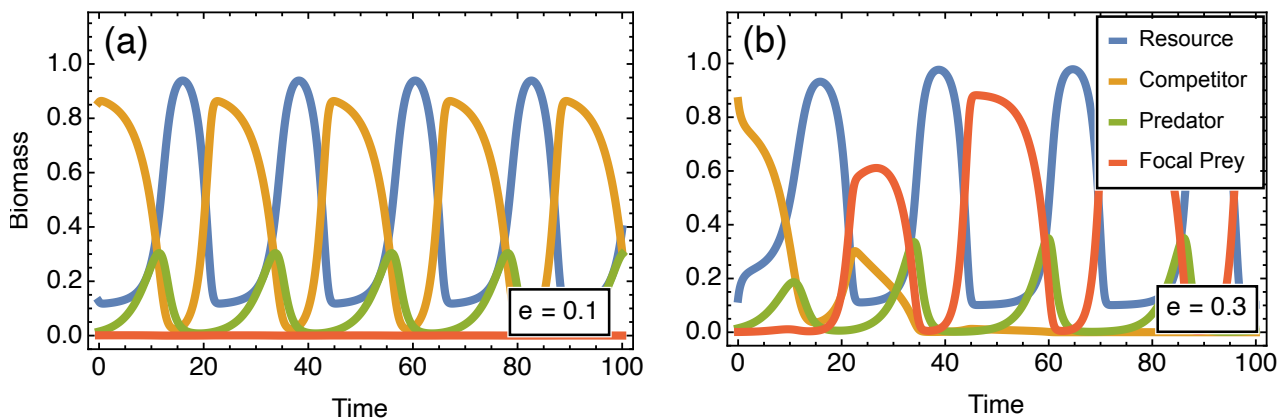 (a)
Biomass
1.0
0.8
0.6
0.4
0.2
0.0
0 20 40 60 80 100
Time
e = 0.1
(b)
1.0
0.8
0.6
0.4
0.2
0.0
0 20 40 60 80 100
Time
Resource
Competitor
Predator
Focal Prey
e = 0.3